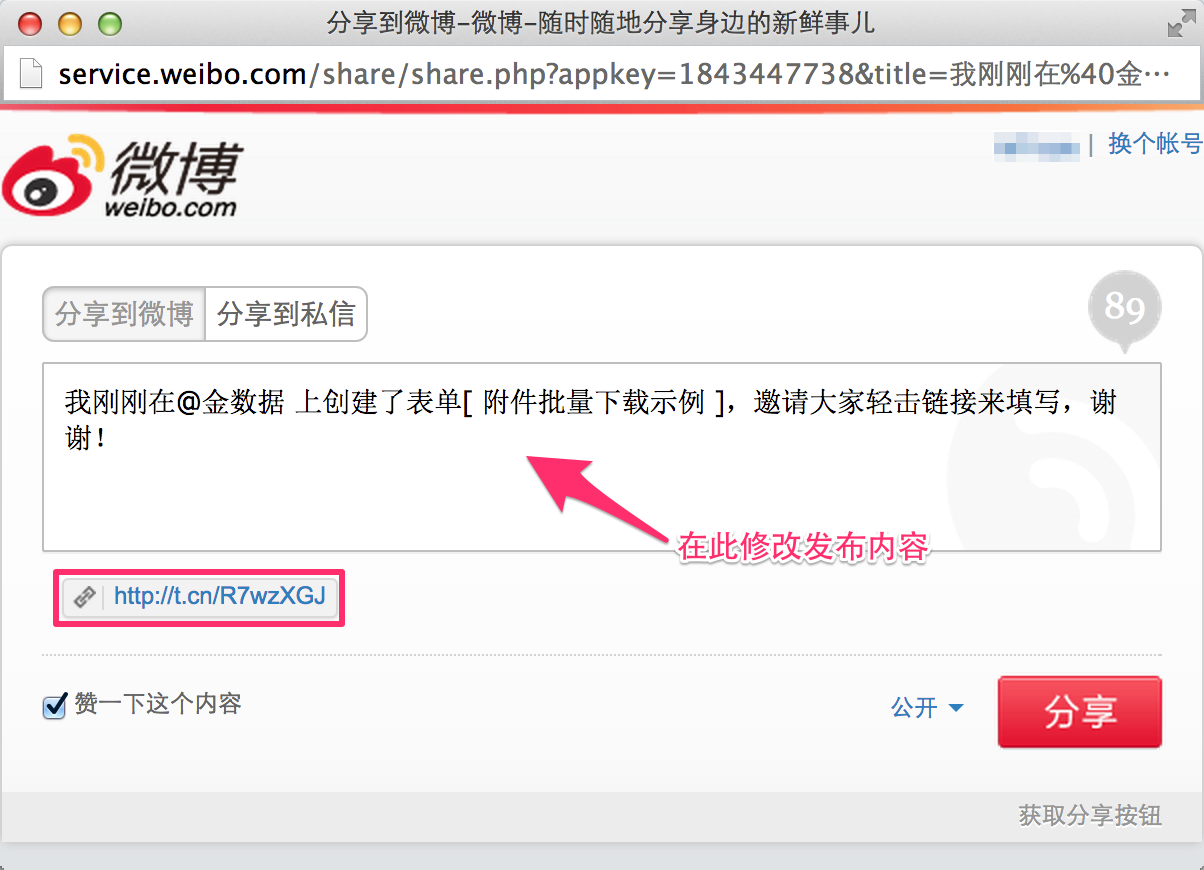 分享到微博-微博-随时随地分享身边的新鲜事儿
service.weibo.com/share/share.php?appkey=1843447738&title=我刚刚在%40金…
微博
weibo.com
| 换个帐号
分享到微博 分享到私信
89
我刚刚在@金数据 上创建了表单[ 附件批量下载示例 ]，邀请大家轻击链接来填写，谢
谢！
在此修改发布内容
http://t.cn/R7wzXGJ
赞一下这个内容
公开
分享
获取分享按钮